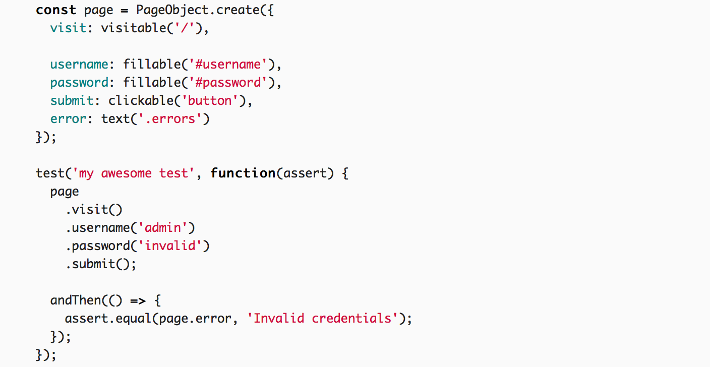 const page = PageObject.create({
  visit: visitable('/'),

  username: fillable('#username'),
  password: fillable('#password'),
  submit: clickable('button'),
  error: text('.errors')
});

test('my awesome test', function(assert) {
  page
    .visit()
    .username('admin')
    .password('invalid')
    .submit();

  andThen(() => {
    assert.equal(page.error, 'Invalid credentials');
  });
});